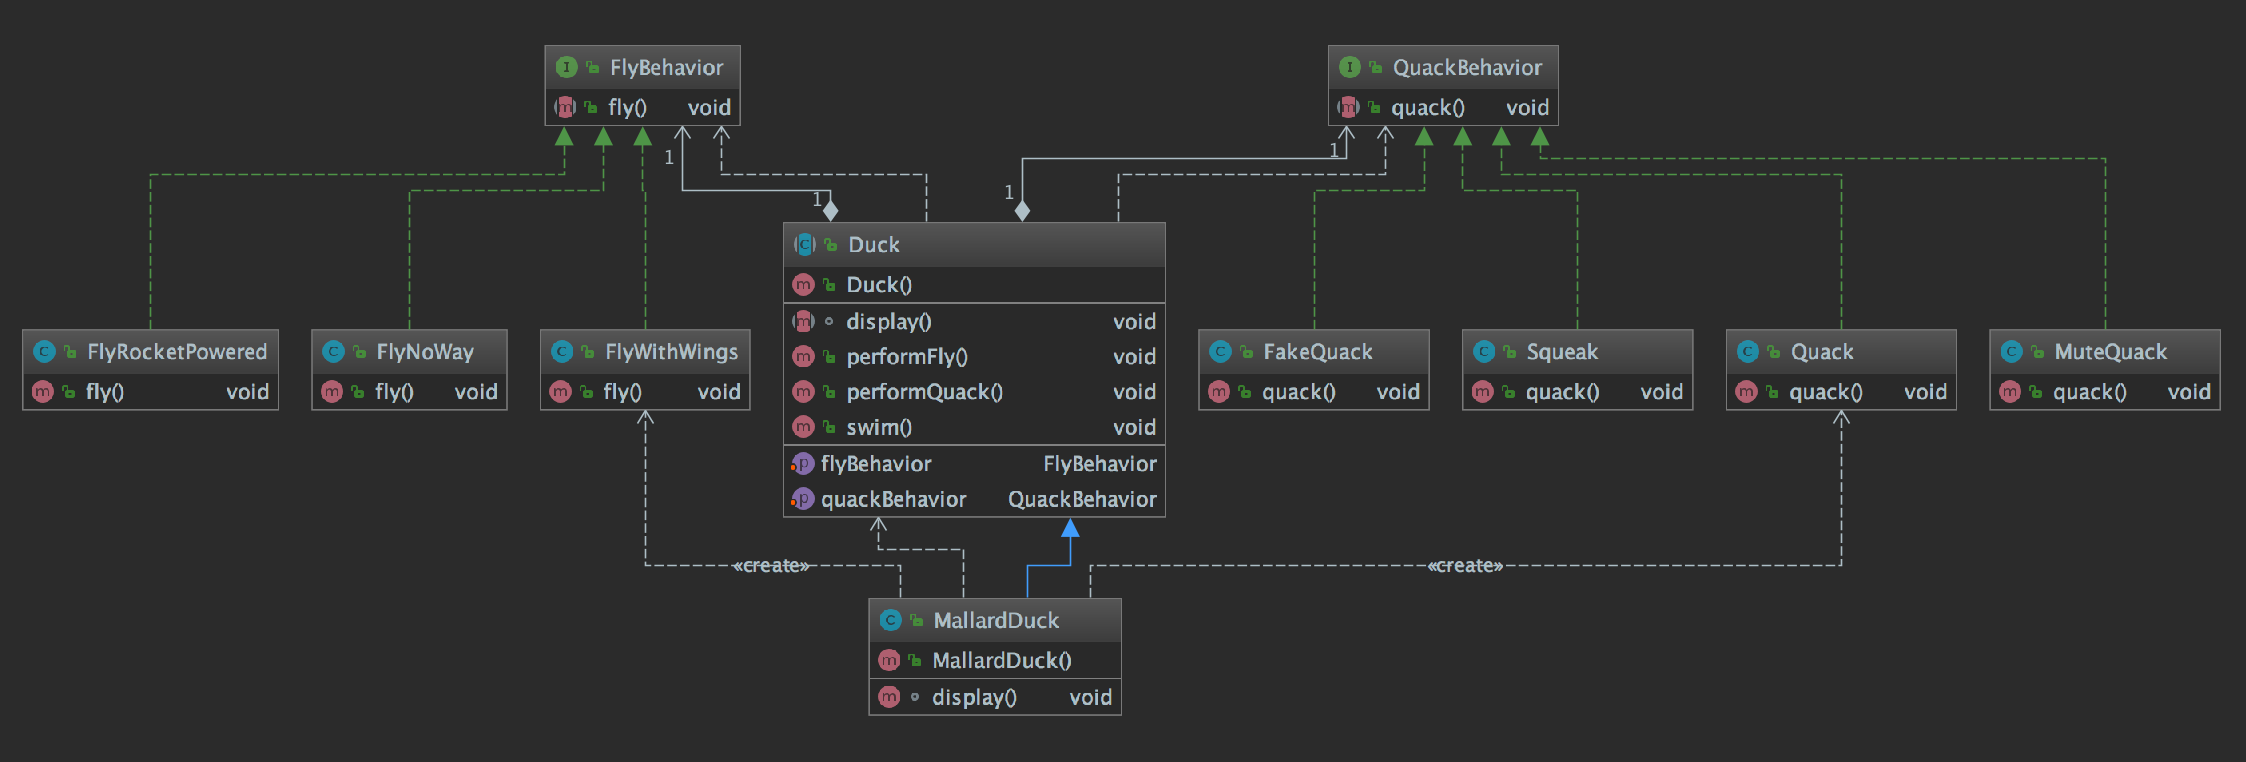 FlyBehavior
fly() void
QuackBehavior
quack() void
1
1
1
1
Duck
Duck()
display() void
performFly() void
performQuack() void
swim() void
flyBehavior FlyBehavior
quackBehavior QuackBehavior
FlyRocketPowered
fly() void
FlyNoWay
fly() void
FlyWithWings
fly() void
FakeQuack
quack() void
Squeak
quack() void
Quack
quack() void
MuteQuack
quack() void
«create»
«create»
MallardDuck
MallardDuck()
display() void